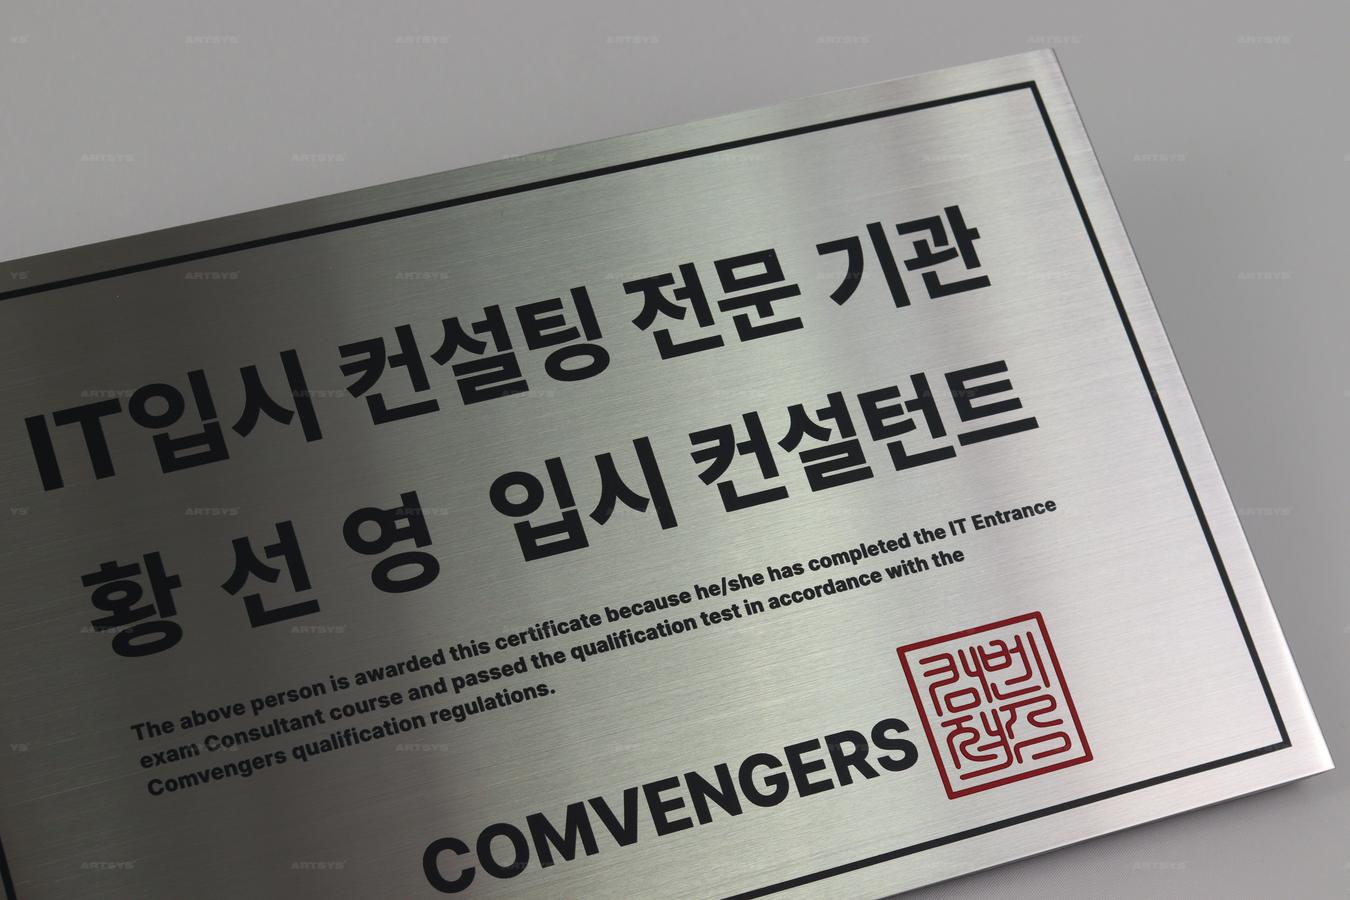 IT입시 컨설팅 전문 기관
황 선 영 입시 컨설턴트
The above person is awarded this certificate because he/she has completed the IT Entrance
exam Consultant course and passed the qualification test in accordance with the
Comvengers qualification regulations.
COMVENGERS
ARTSYS